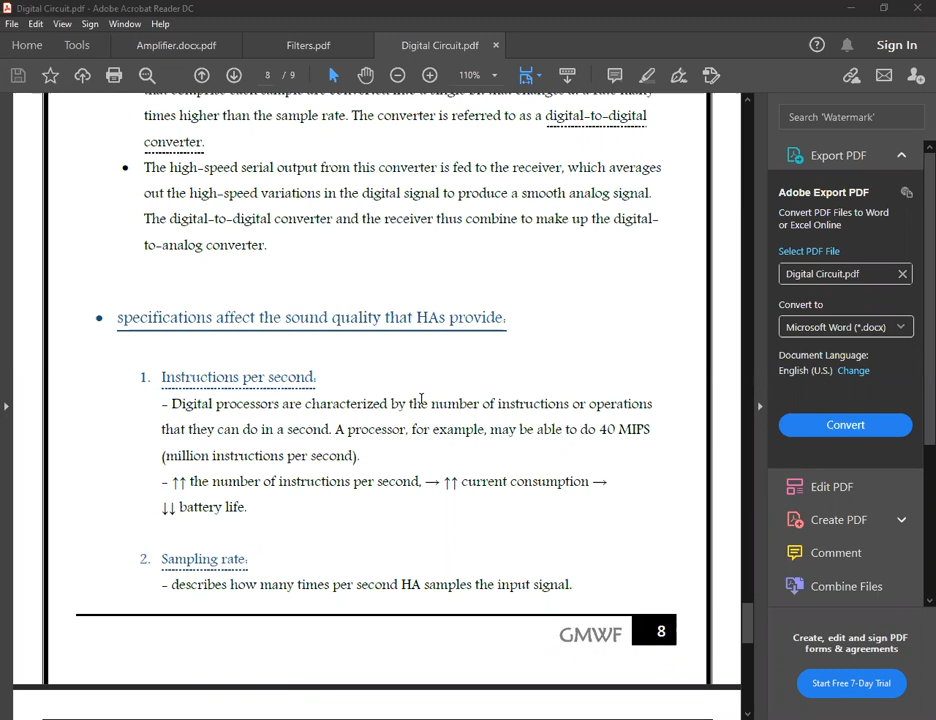 Digital Circuit.pdf - Adobe Acrobat Reader DC
File Edit View Sign Window Help
Home Tools Amplifier.docx.pdf Filters.pdf Digital Circuit.pdf × Sign In
8 / 9 110%
that comprises each sample are converted into a single bit that changes at a rate many
times higher than the sample rate. The converter is referred to as a digital-to-digital
converter.
• The high-speed serial output from this converter is fed to the receiver, which averages
out the high-speed variations in the digital signal to produce a smooth analog signal.
The digital-to-digital converter and the receiver thus combine to make up the digital-
to-analog converter.
• specifications affect the sound quality that HAs provide:
1. Instructions per second:
- Digital processors are characterized by the number of instructions or operations
that they can do in a second. A processor, for example, may be able to do 40 MIPS
(million instructions per second).
- ↑↑ the number of instructions per second, → ↑↑ current consumption →
↓↓ battery life.
2. Sampling rate:
- describes how many times per second HA samples the input signal.
GMWF 8
Search 'Watermark'
Export PDF
Adobe Export PDF
Convert PDF Files to Word
or Excel Online
Select PDF File
Digital Circuit.pdf
Convert to
Microsoft Word (*.docx)
Document Language:
English (U.S.) Change
Convert
Edit PDF
Create PDF
Comment
Combine Files
Create, edit and sign PDF
forms & agreements
Start Free 7-Day Trial